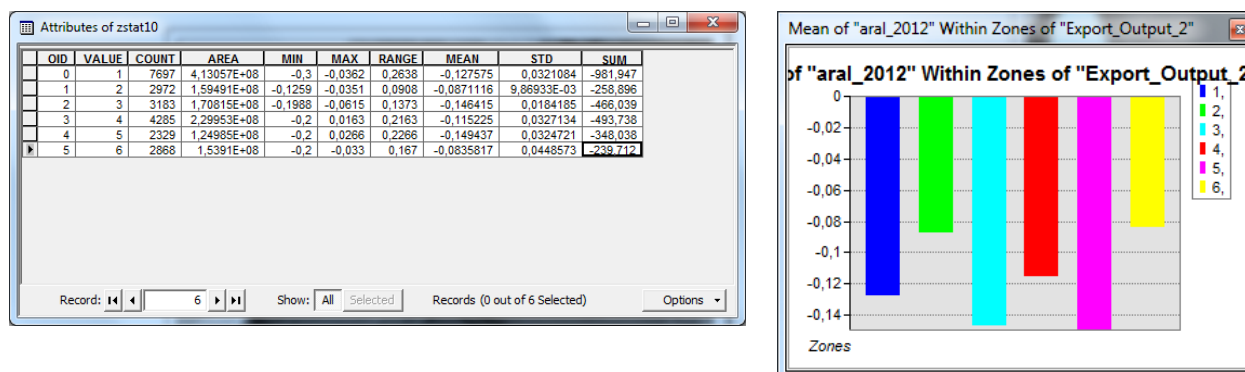 Attributes of zstat10
OID VALUE COUNT AREA MIN MAX RANGE MEAN STD SUM
0 1 7697 4,13057E+08 -0,3 -0,0362 0,2638 -0,127575 0,0321084 -981,947
1 2 2972 1,59491E+08 -0,1259 -0,0351 0,0908 -0,0871116 9,86933E-03 -258,896
2 3 3183 1,70815E+08 -0,1988 -0,0615 0,1373 -0,146415 0,0184185 -466,039
3 4 4285 2,29953E+08 -0,2 0,0163 0,2163 -0,115225 0,0327134 -493,738
4 5 2329 1,24985E+08 -0,2 0,0266 0,2266 -0,149437 0,0324721 -348,038
5 6 2868 1,5391E+08 -0,2 -0,033 0,167 -0,0835817 0,0448573 -239,712
Record: 6 Show: All Selected Records (0 out of 6 Selected) Options
Mean of "aral_2012" Within Zones of "Export_Output_2"
of "aral_2012" Within Zones of "Export_Output_2
0
-0,02
-0,04
-0,06
-0,08
-0,1
-0,12
-0,14
1,
2,
3,
4,
5,
6,
Zones